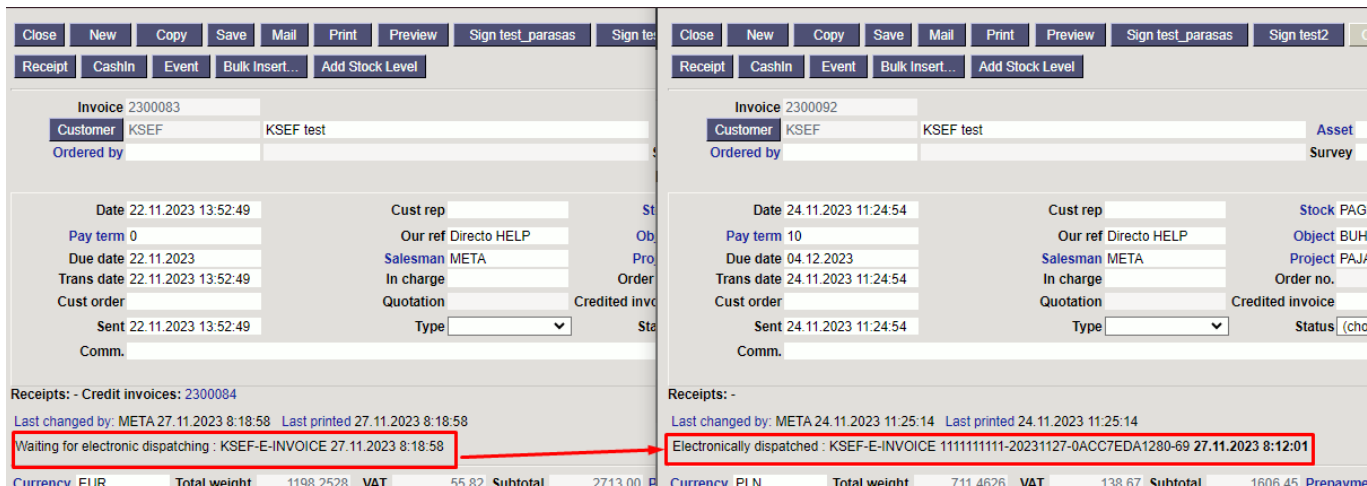 Close New Copy Save Mail Print Preview Sign test_parasas Sign te
Receipt CashIn Event Bulk Insert... Add Stock Level
Invoice 2300083
Customer KSEF KSEF test
Ordered by
Date 22.11.2023 13:52:49 Cust rep St
Pay term 0 Our ref Directo HELP Ob
Due date 22.11.2023 Salesman META Pro
Trans date 22.11.2023 13:52:49 In charge Order
Cust order Quotation Credited invo
Sent 22.11.2023 13:52:49 Type Sta
Comm.
Receipts: - Credit invoices: 2300084
Last changed by: META 27.11.2023 8:18:58 Last printed 27.11.2023 8:18:58
Waiting for electronic dispatching : KSEF-E-INVOICE 27.11.2023 8:18:58
Currency EUR Total weight 1198.2528 VAT 55.82 Subtotal 2713.00 P
Close New Copy Save Mail Print Preview Sign test_parasas Sign test2
Receipt CashIn Event Bulk Insert... Add Stock Level
Invoice 2300092
Customer KSEF KSEF test Asset
Ordered by Survey
Date 24.11.2023 11:24:54 Cust rep Stock PAG
Pay term 10 Our ref Directo HELP Object BUH
Due date 04.12.2023 Salesman META Project PAJA
Trans date 24.11.2023 11:24:54 In charge Order no.
Cust order Quotation Credited invoice
Sent 24.11.2023 11:24:54 Type Status (cho
Comm.
Receipts: -
Last changed by: META 24.11.2023 11:25:14 Last printed 24.11.2023 11:25:14
Electronically dispatched : KSEF-E-INVOICE 1111111111-20231127-0ACC7EDA1280-69 27.11.2023 8:12:01
Currency PLN Total weight 711.4626 VAT 138.67 Subtotal 1606.45 Prepayme